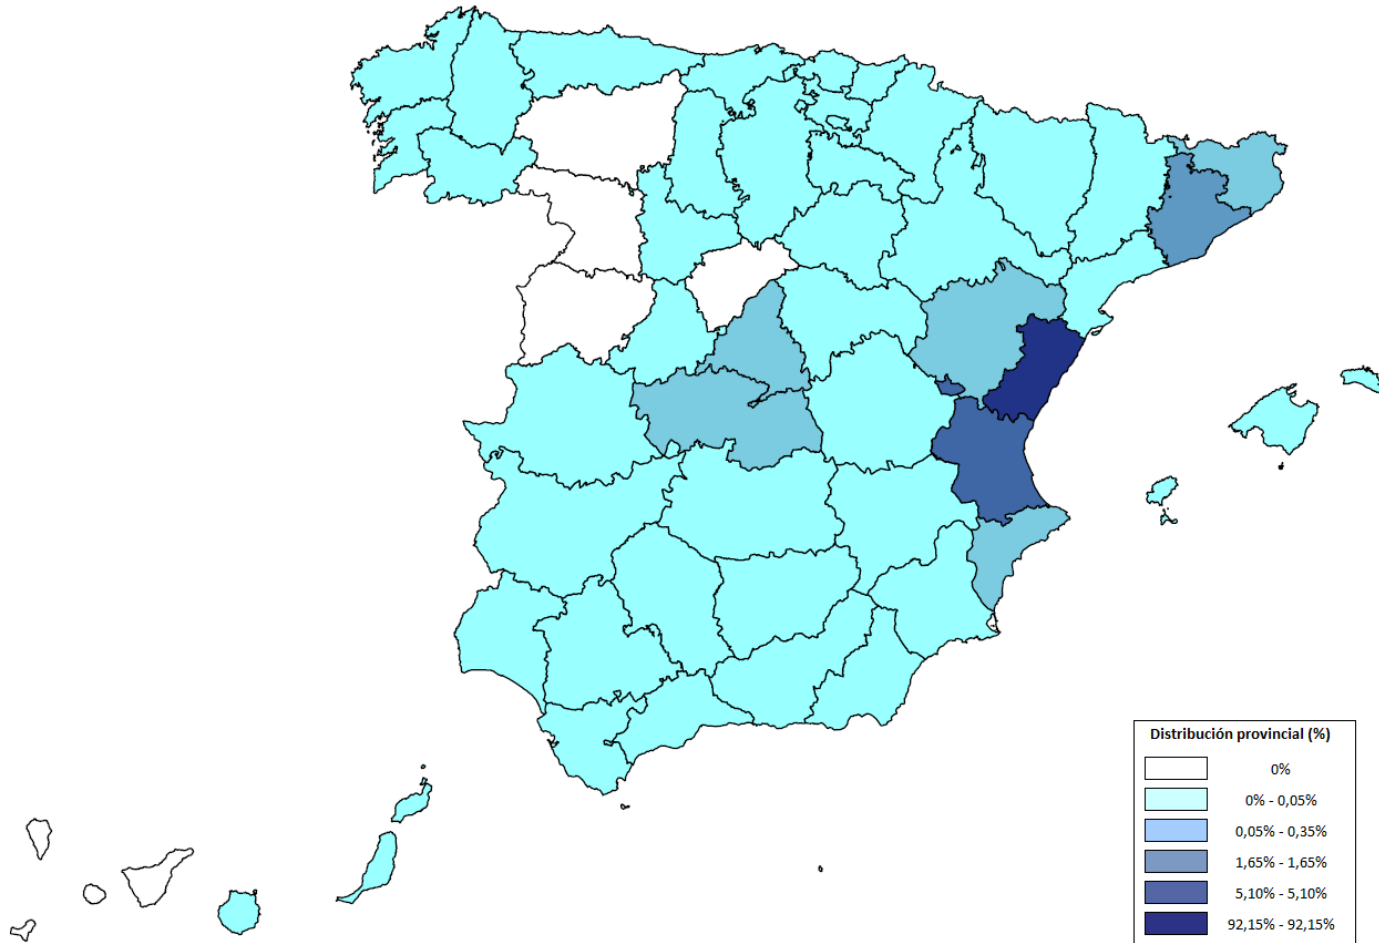 Distribución provincial (%)
0%
0% - 0,05%
0,05% - 0,35%
1,65% - 1,65%
5,10% - 5,10%
92,15% - 92,15%